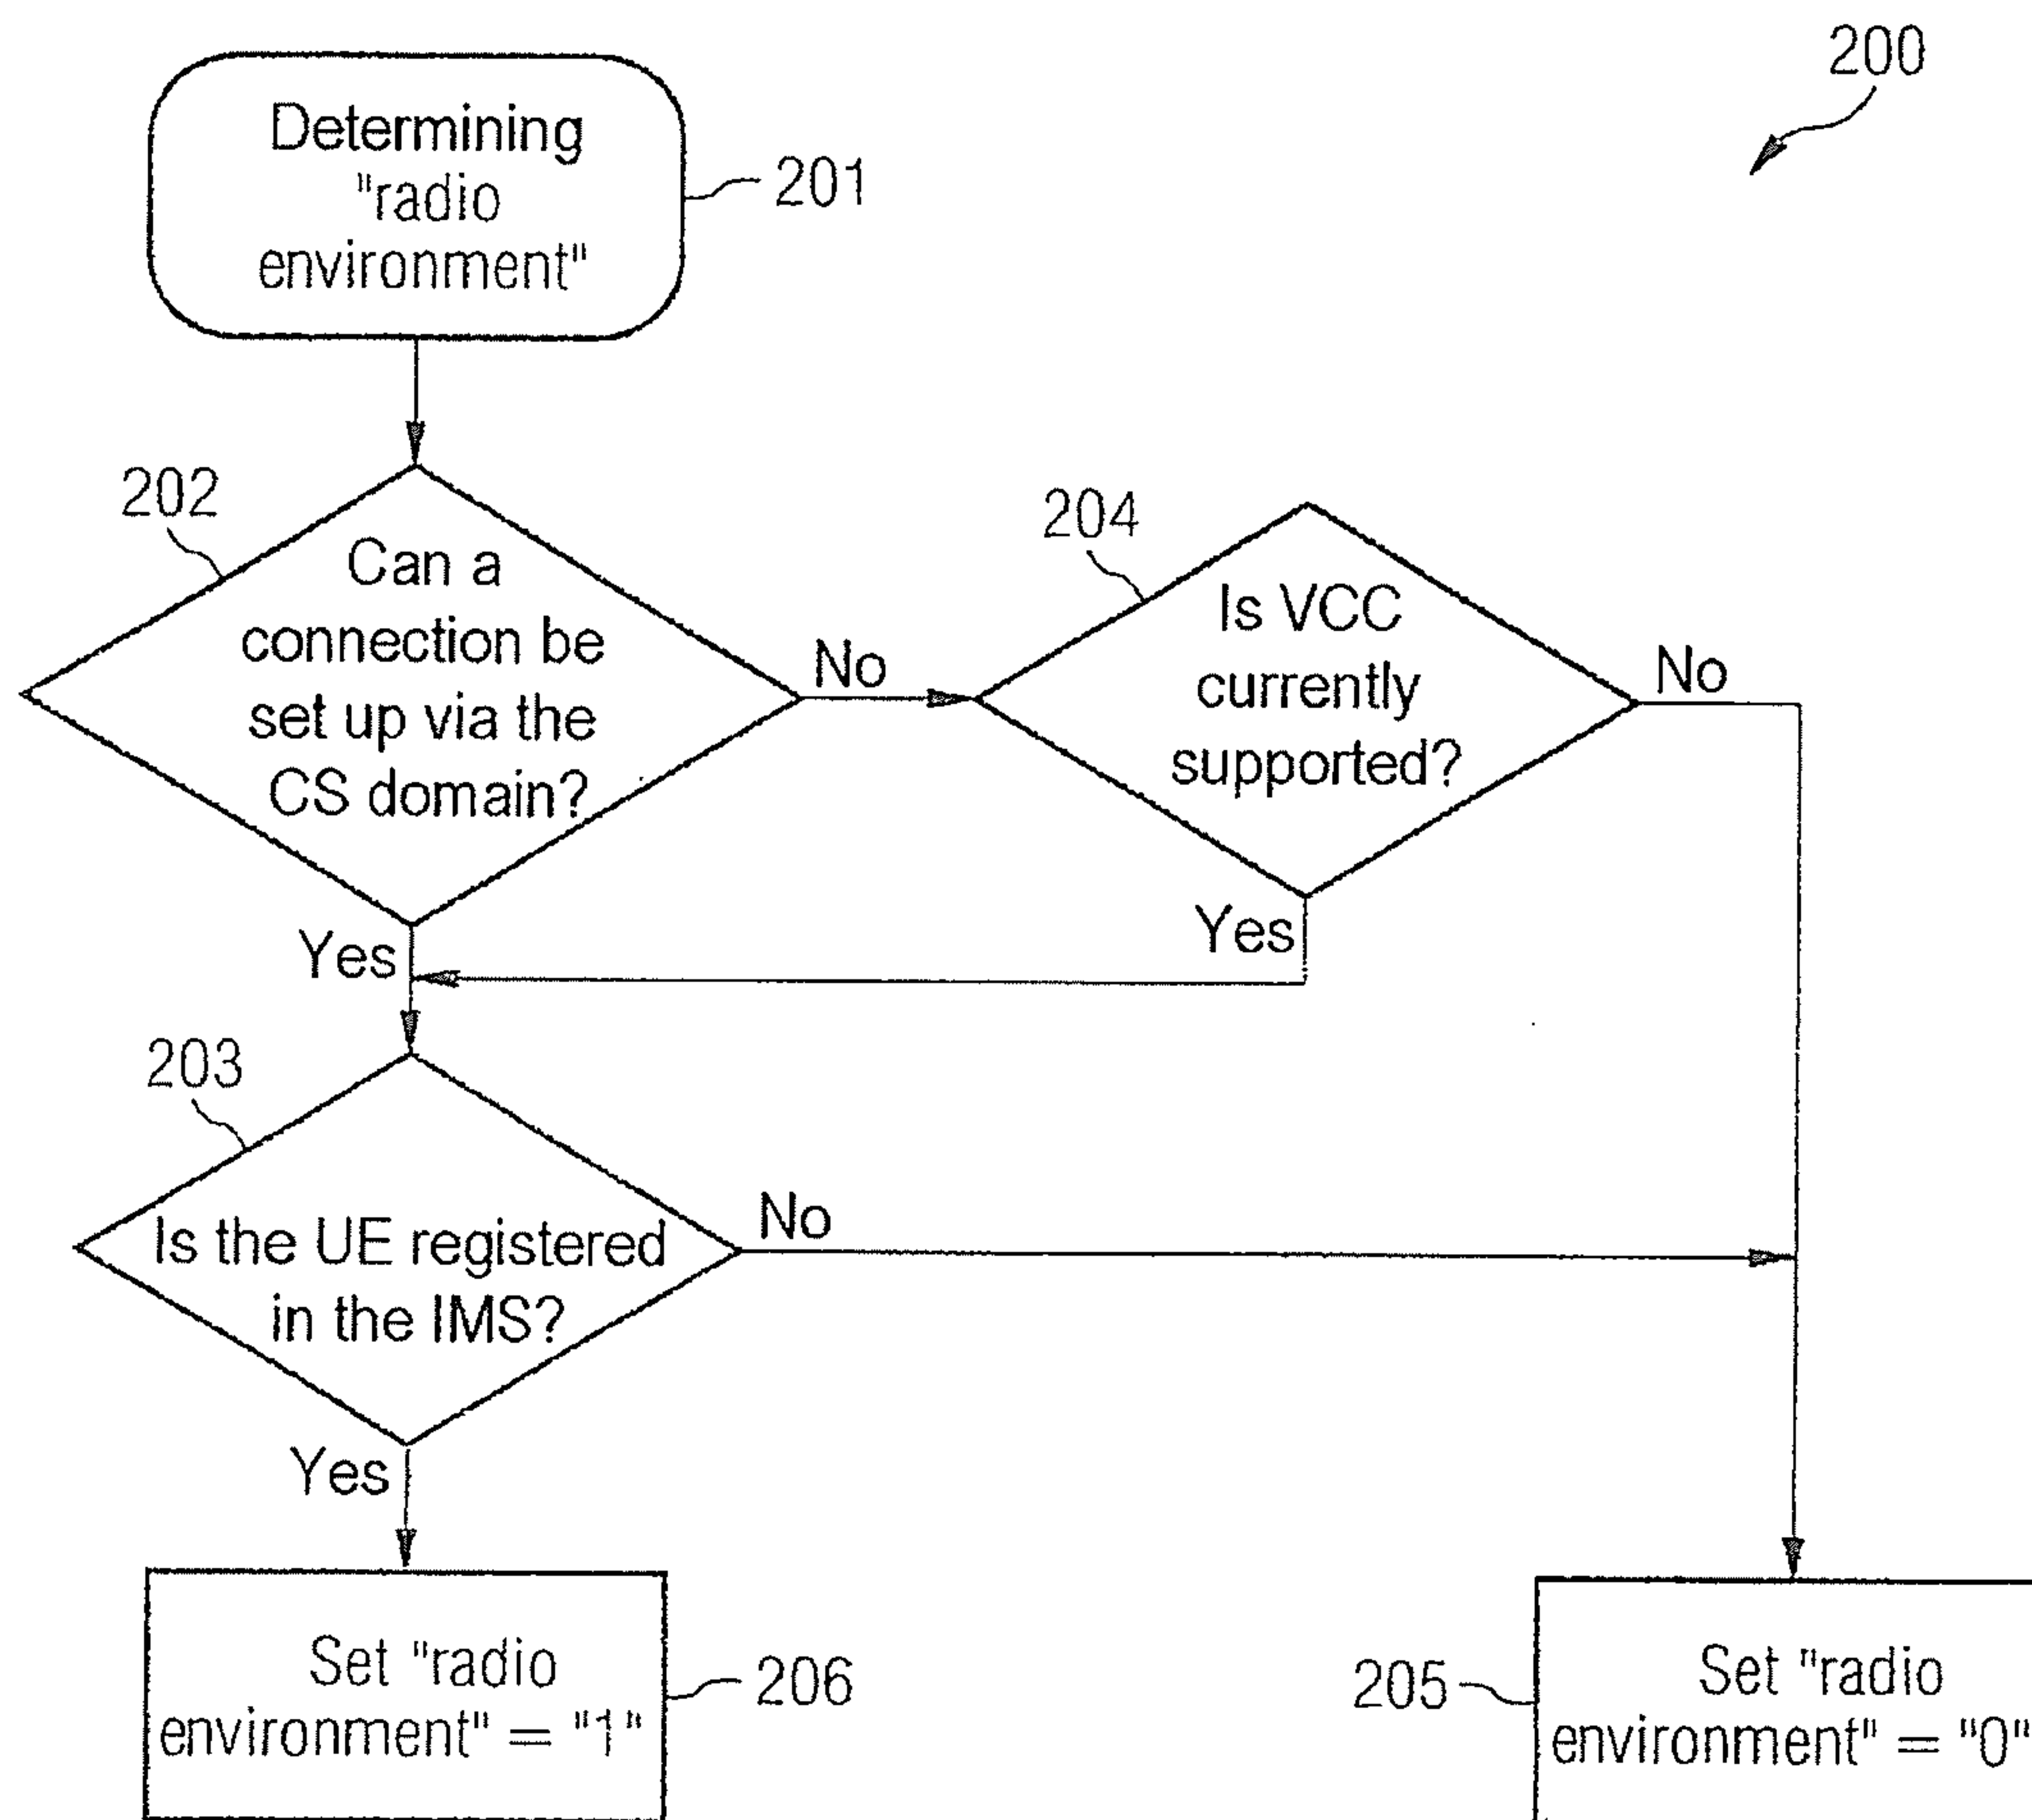 200
Determining
"radio
environment"
201
202
Can a
connection be
set up via the
CS domain?
No
204
Is VCC
currently
supported?
No
Yes
Yes
203
Is the UE registered
in the IMS?
No
Yes
Set "radio
environment" = "1"
206
205
Set "radio
environment" = "0"